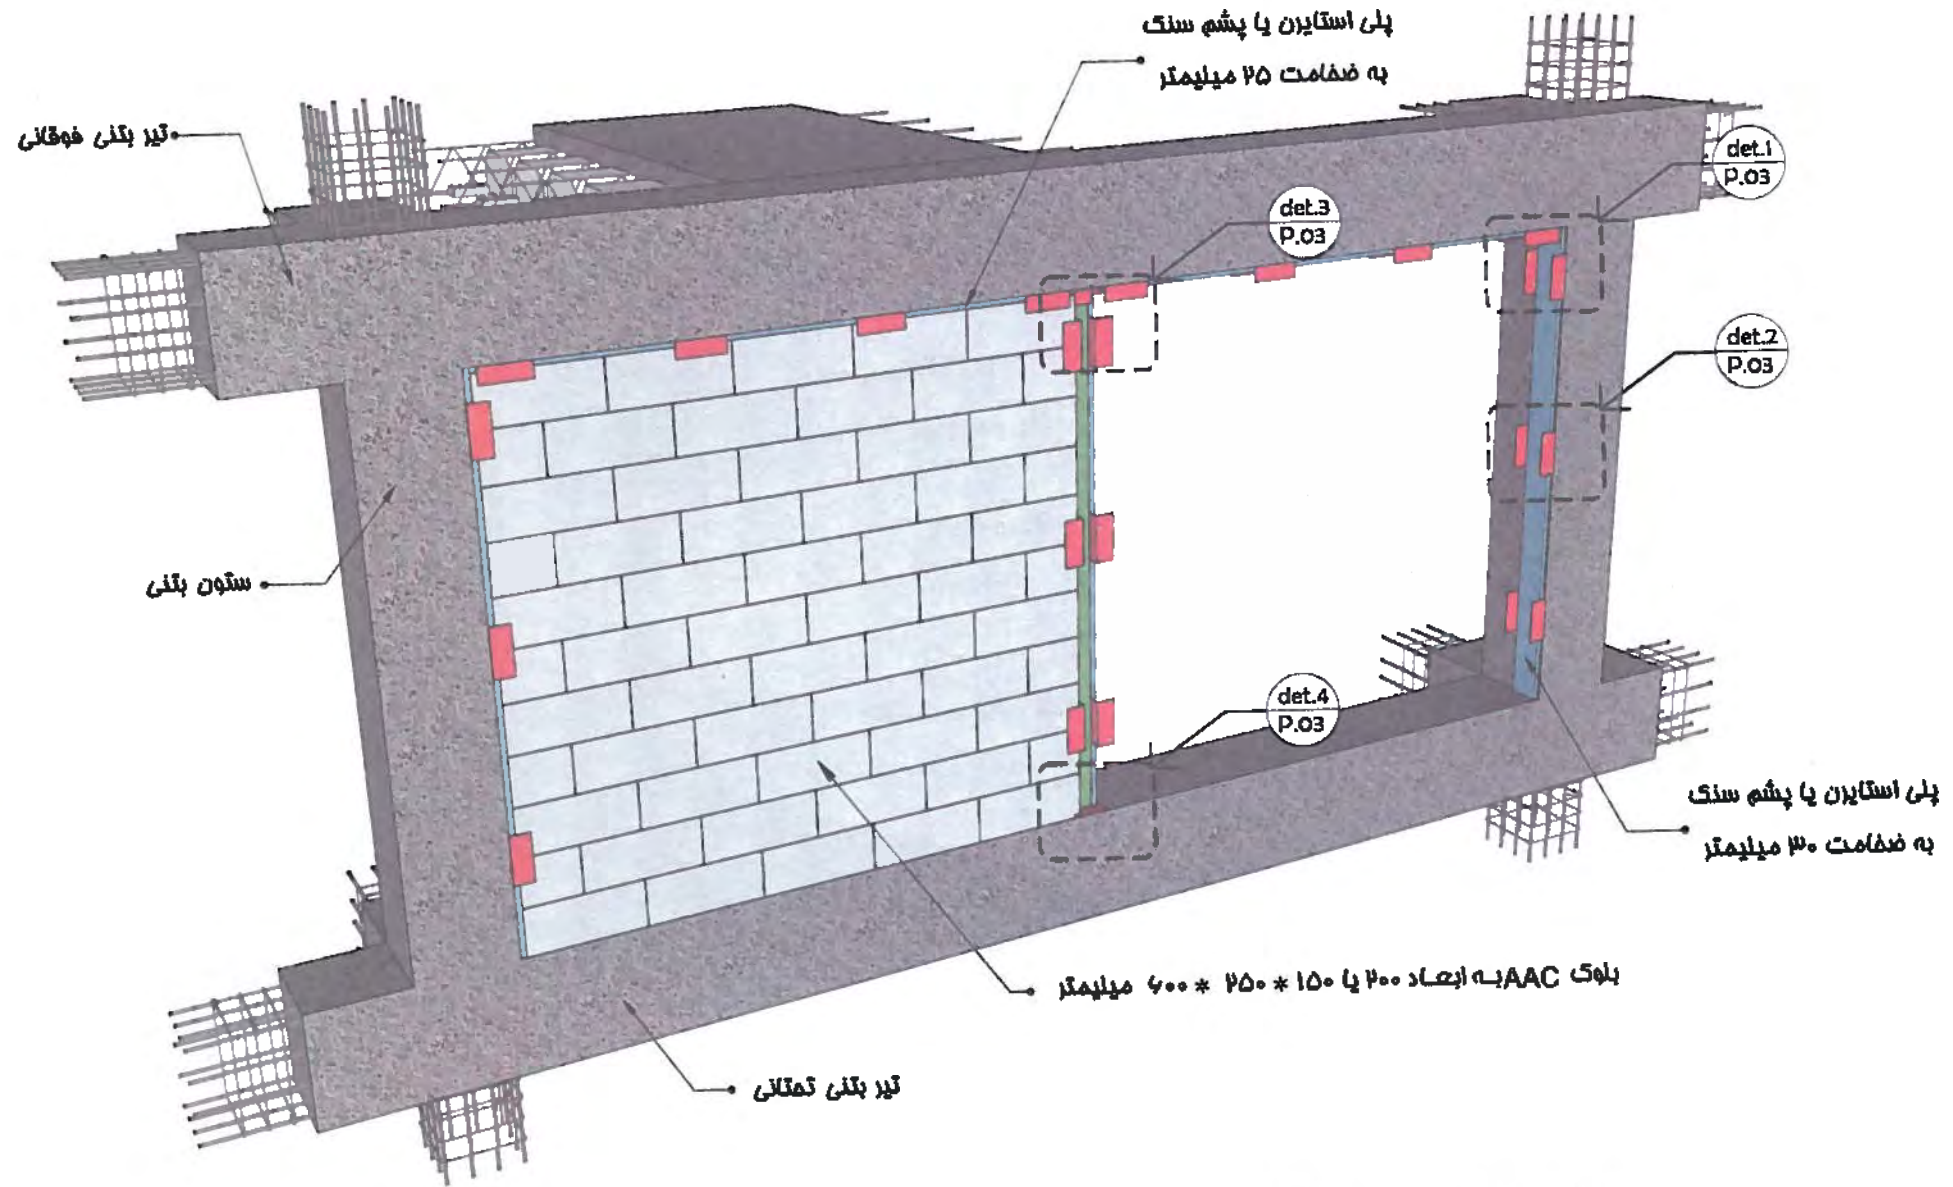 پلی استایرن یا پشم سنگ
به ضخامت ۲۵ میلیمتر
تیر بتنی فوقانی
det.1
P.03
det.3
P.03
det.2
P.03
ستون بتنی
det.4
P.03
پلی استایرن یا پشم سنگ
به ضخامت ۳۰ میلیمتر
بلوک AAC به ابعاد ۲۰۰ یا ۱۵۰ * ۲۵۰ * ۶۰۰ میلیمتر
تیر بتنی تحتانی